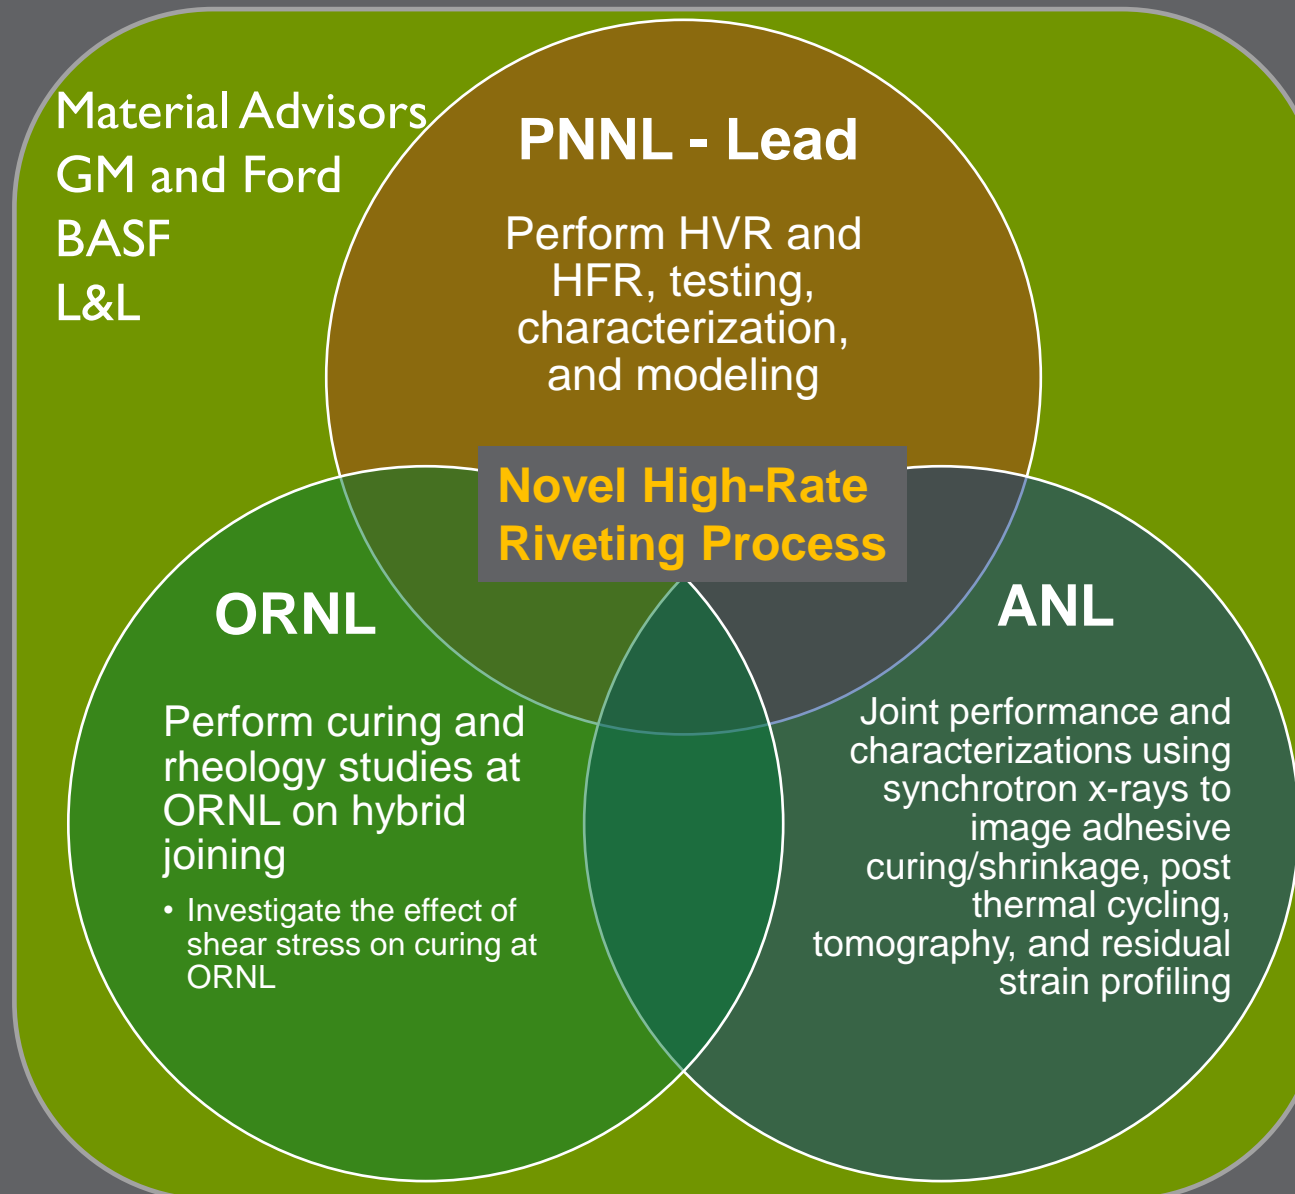 Material Advisors
GM and Ford
BASF
L&L
PNNL - Lead
Perform HVR and
HFR, testing,
characterization,
and modeling
Novel High-Rate
Riveting Process
ORNL
Perform curing and
rheology studies at
ORNL on hybrid
joining
• Investigate the effect of
shear stress on curing at
ORNL
ANL
Joint performance and
characterizations using
synchrotron x-rays to
image adhesive
curing/shrinkage, post
thermal cycling,
tomography, and residual
strain profiling